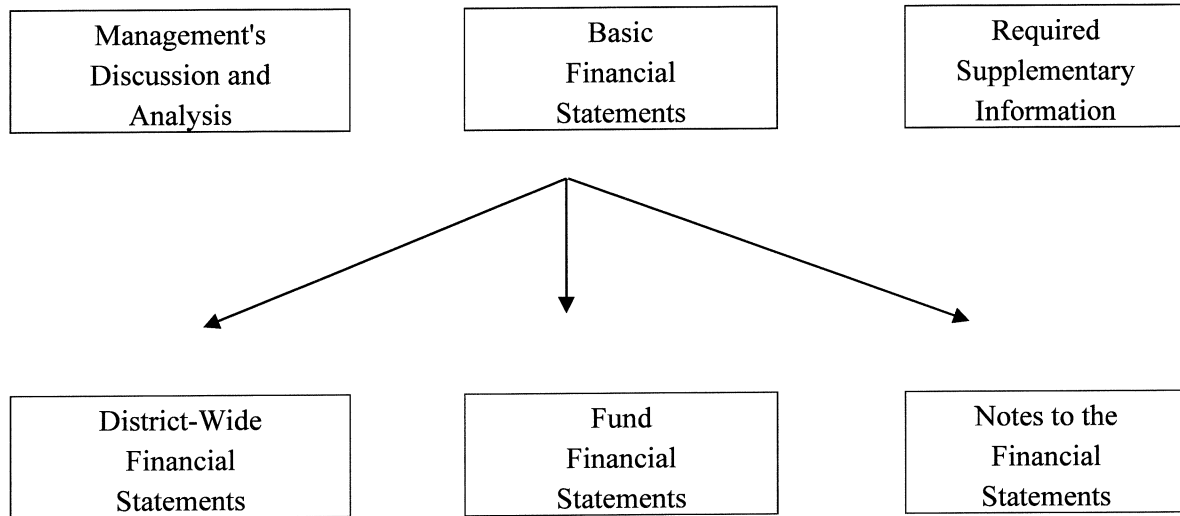 Management's
Discussion and
Analysis
Basic
Financial
Statements
Required
Supplementary
Information
District-Wide
Financial
Statements
Fund
Financial
Statements
Notes to the
Financial
Statements